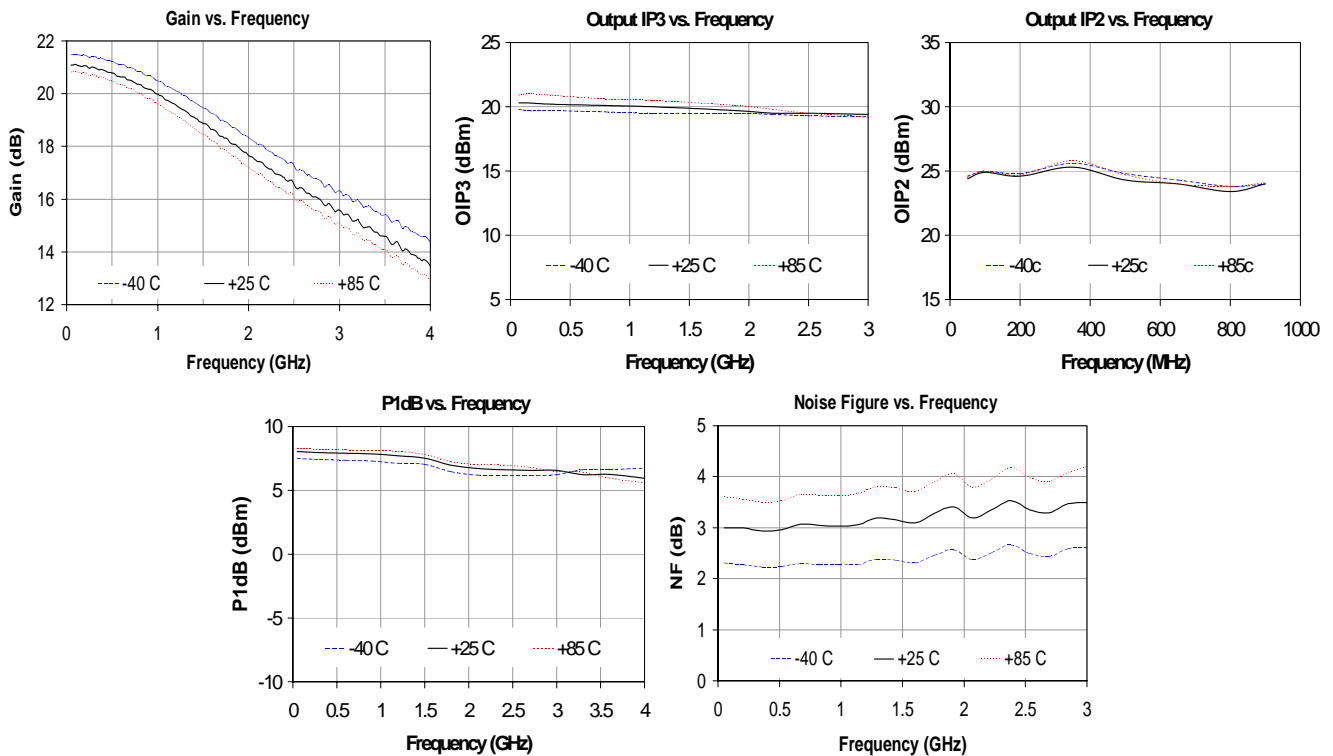 Gain vs. Frequency
22
20
18
16
14
12
Gain (dB)
-40 C +25 C +85 C
0 1 2 3 4
Frequency (GHz)
Output IP3 vs. Frequency
25
20
15
10
5
OIP3 (dBm)
-40 C +25 C +85 C
0 0.5 1 1.5 2 2.5 3
Frequency (GHz)
Output IP2 vs. Frequency
35
30
25
20
15
OIP2 (dBm)
-40c +25c +85c
0 200 400 600 800 1000
Frequency (MHz)
P1dB vs. Frequency
10
5
0
-5
-10
P1dB (dBm)
-40 C +25 C +85 C
0 0.5 1 1.5 2 2.5 3 3.5 4
Frequency (GHz)
Noise Figure vs. Frequency
5
4
3
2
1
0
NF (dB)
-40 C +25 C +85 C
0 0.5 1 1.5 2 2.5 3
Frequency (GHz)